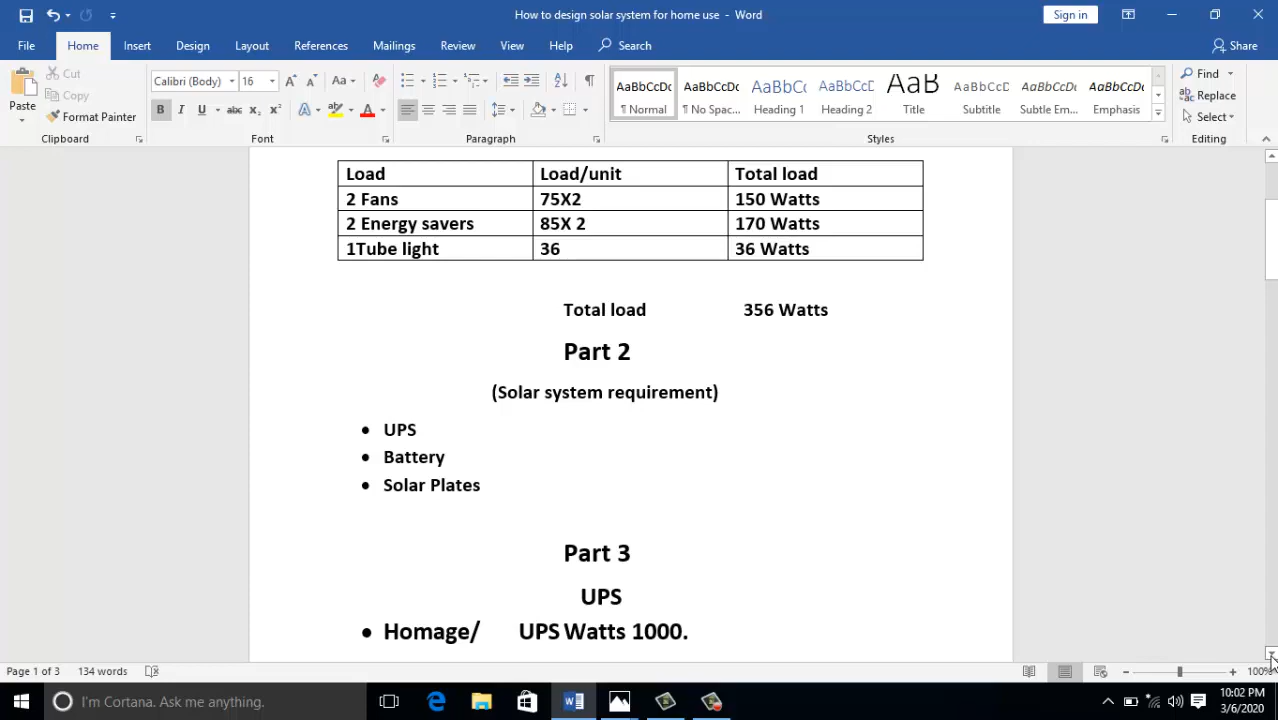 How to design solar system for home use - Word
Sign in
File Home Insert Design Layout References Mailings Review View Help Search Share
Paste
Cut
Copy
Format Painter
Clipboard
Calibri (Body) 16
Font
Paragraph
AaBbCcDc AaBbCcDc AaBbCc AaBbCcD AaB AaBbCcD AaBbCcDc AaBbCcDc
¶ Normal ¶ No Spac... Heading 1 Heading 2 Title Subtitle Subtle Em... Emphasis
Styles
Find
Replace
Select
Editing
Load Load/unit Total load
2 Fans 75X2 150 Watts
2 Energy savers 85X 2 170 Watts
1Tube light 36 36 Watts
Total load 356 Watts
Part 2
(Solar system requirement)
• UPS
• Battery
• Solar Plates
Part 3
UPS
• Homage/ UPS Watts 1000.
Page 1 of 3 134 words 100%
I'm Cortana. Ask me anything.
10:02 PM
3/6/2020